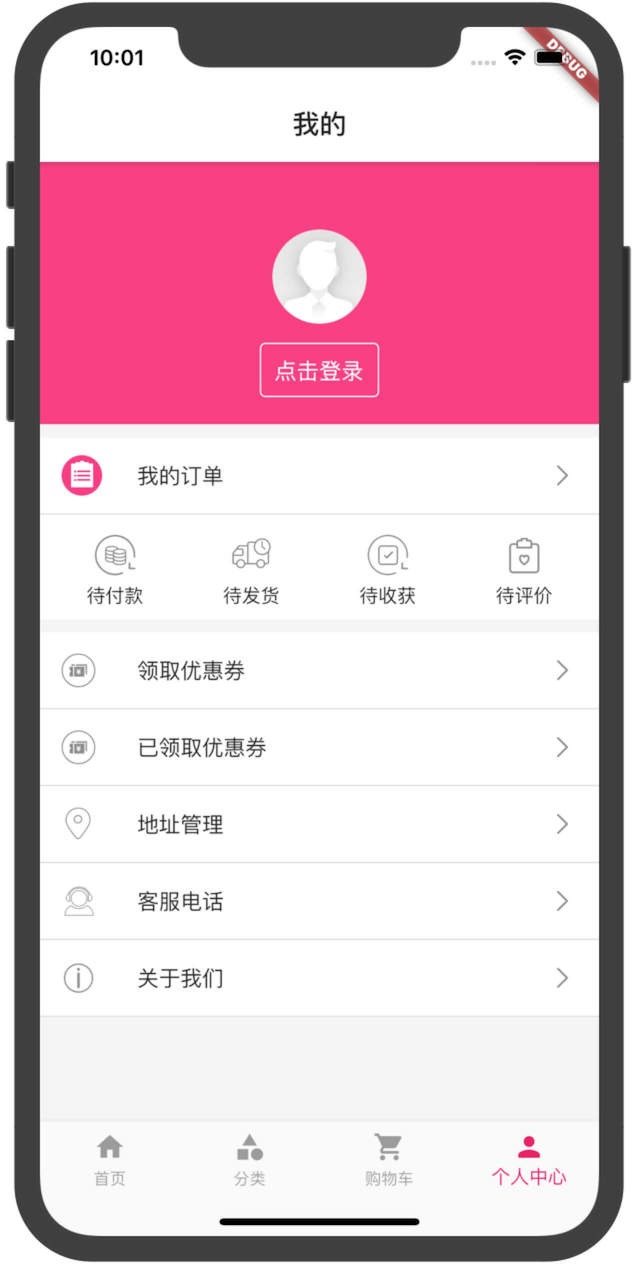 10:01
DEBUG
我的
点击登录
我的订单
待付款 待发货 待收获 待评价
领取优惠券
已领取优惠券
地址管理
客服电话
关于我们
首页 分类 购物车 个人中心